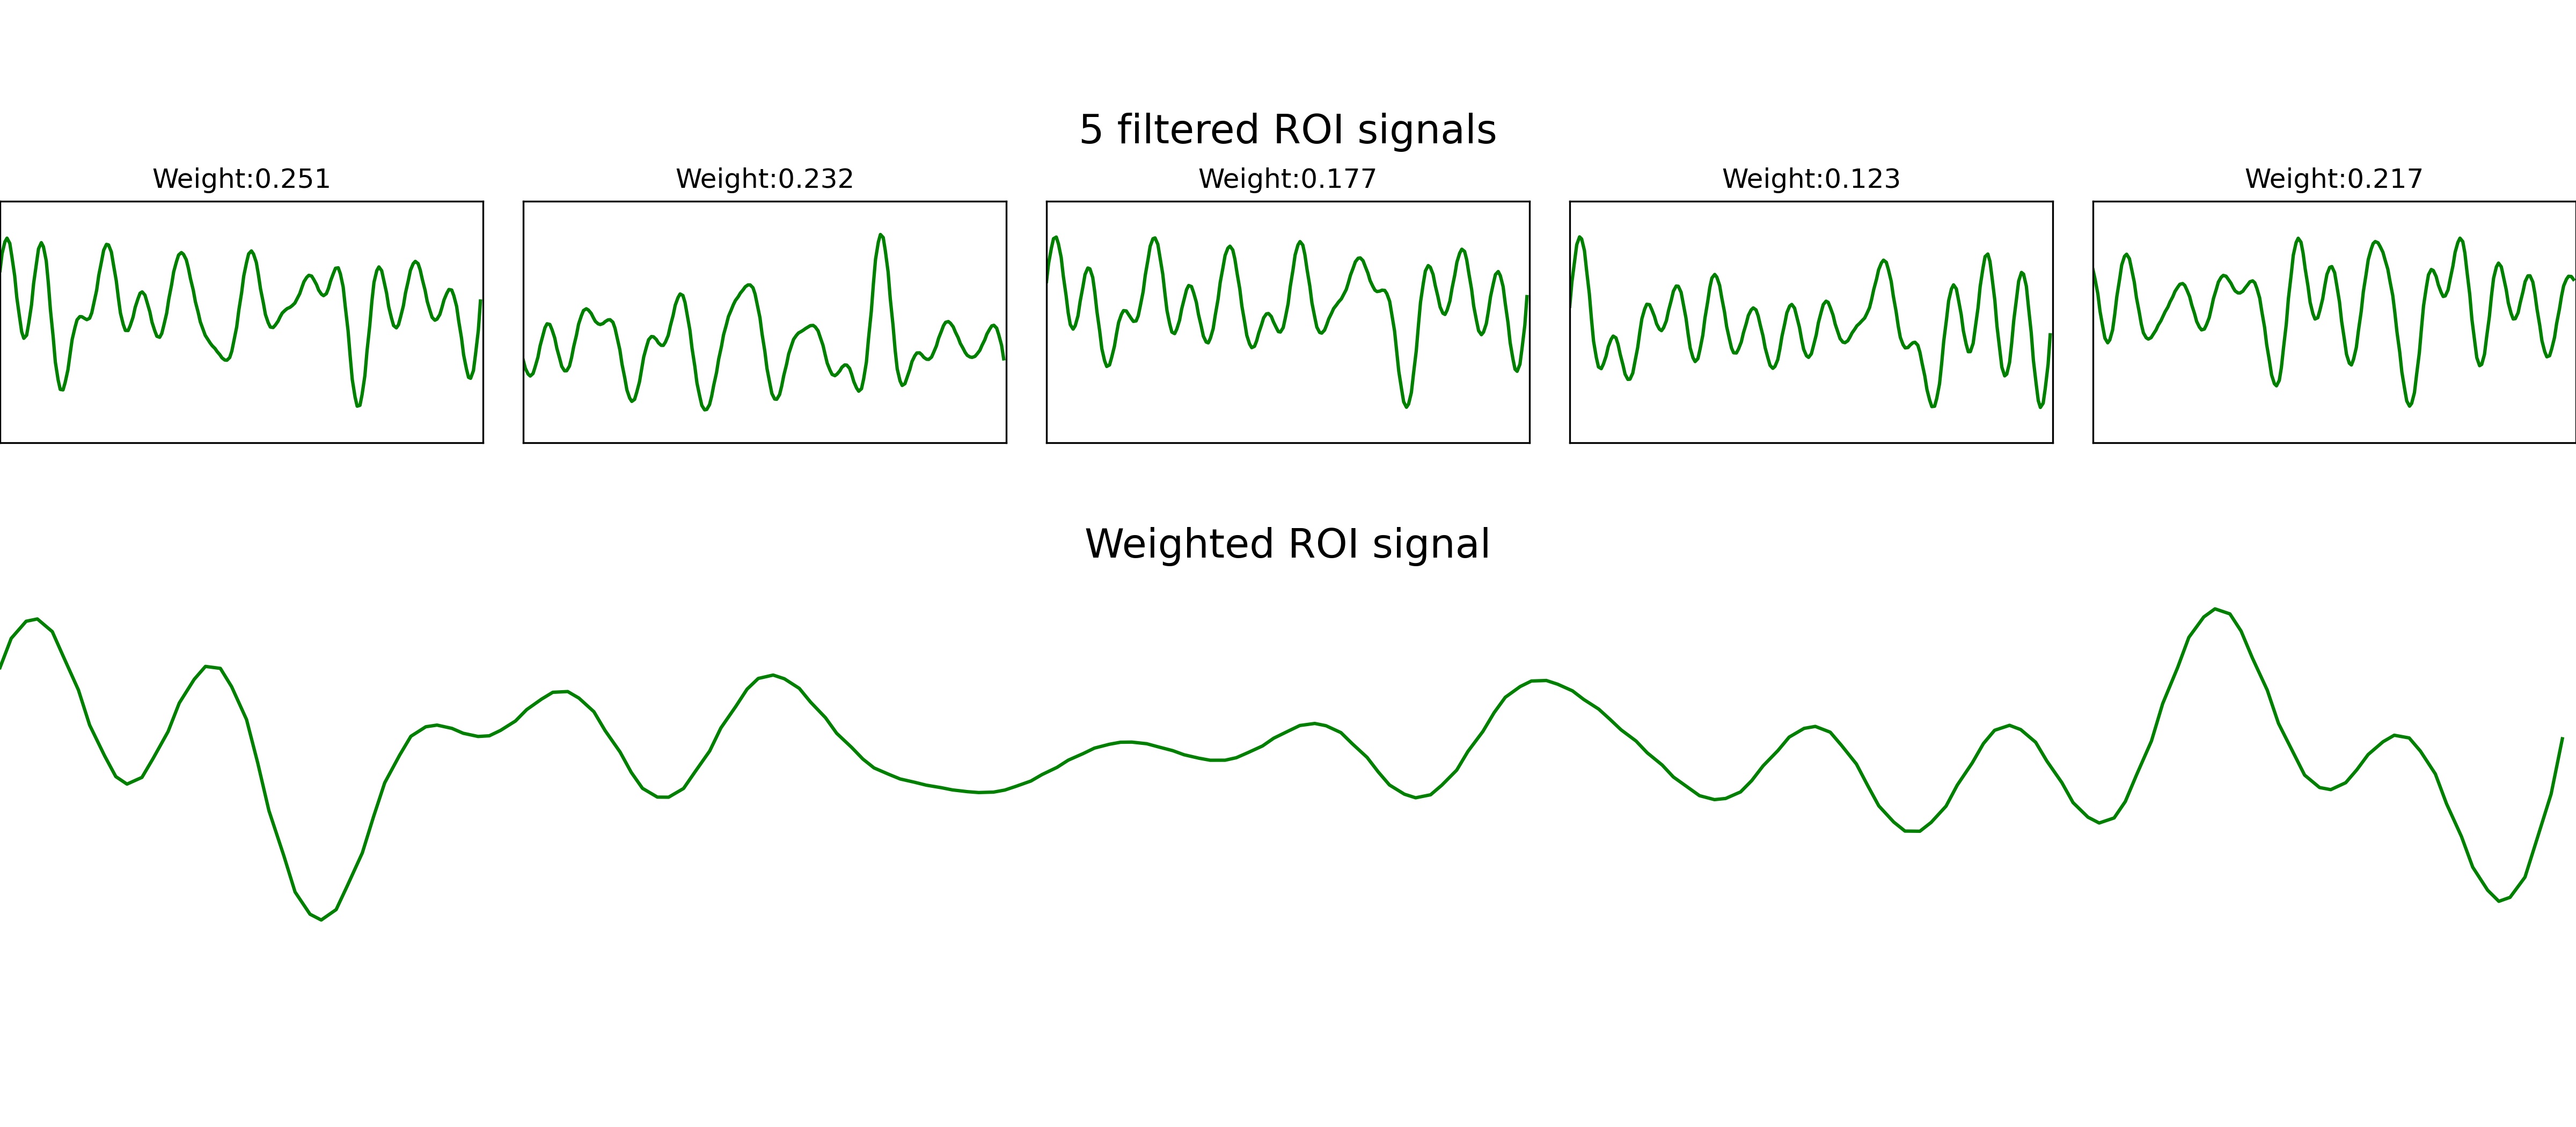 5 filtered ROI signals
Weight:0.251
Weight:0.232
Weight:0.177
Weight:0.123
Weight:0.217
Weighted ROI signal